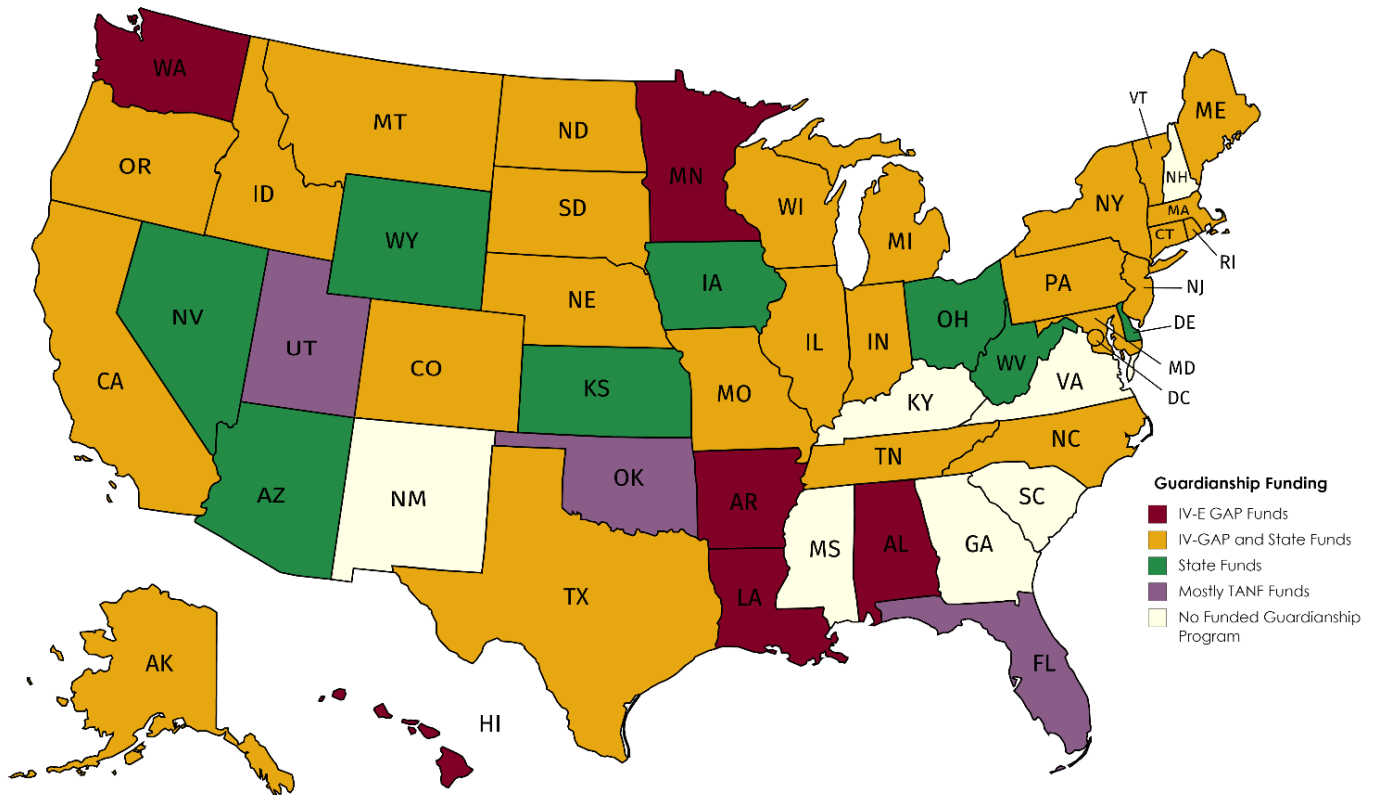 WA
MT
ND
MN
VT
ME
OR
ID
SD
WI
MI
NY
NH
MA
CT
RI
WY
IA
NE
PA
NJ
NV
UT
CO
IL
IN
OH
DE
CA
KS
MO
WV
VA
MD
KY
DC
AZ
NM
OK
AR
TN
NC
MS
AL
GA
SC
TX
LA
FL
AK
HI
Guardianship Funding
IV-E GAP Funds
IV-GAP and State Funds
State Funds
Mostly TANF Funds
No Funded Guardianship
Program